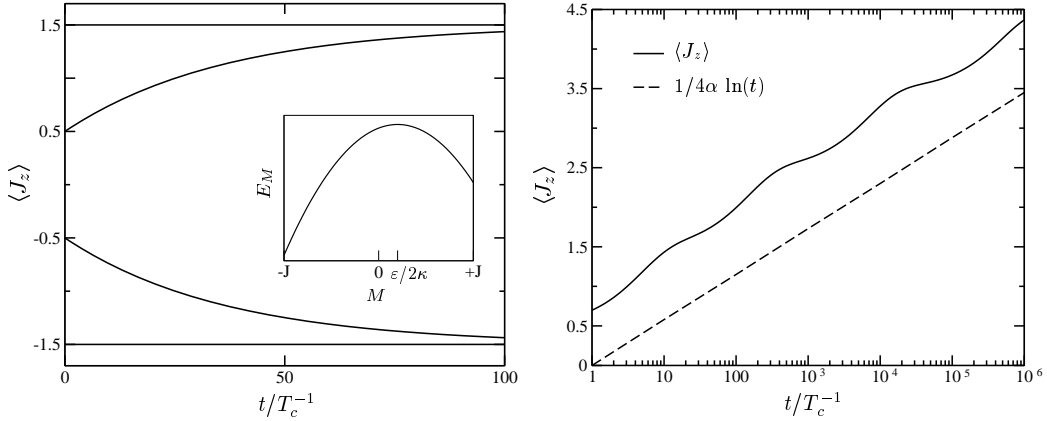 1.5
0.5
-0.5
-1.5
⟨J_z⟩
0
50
100
t/T_c^{-1}
E_M
-J
0
ε/2κ
+J
M
4.5
3.5
2.5
1.5
0.5
0
⟨J_z⟩
⟨J_z⟩
1/4α ln(t)
1
10
100
10^3
10^4
10^5
10^6
t/T_c^{-1}